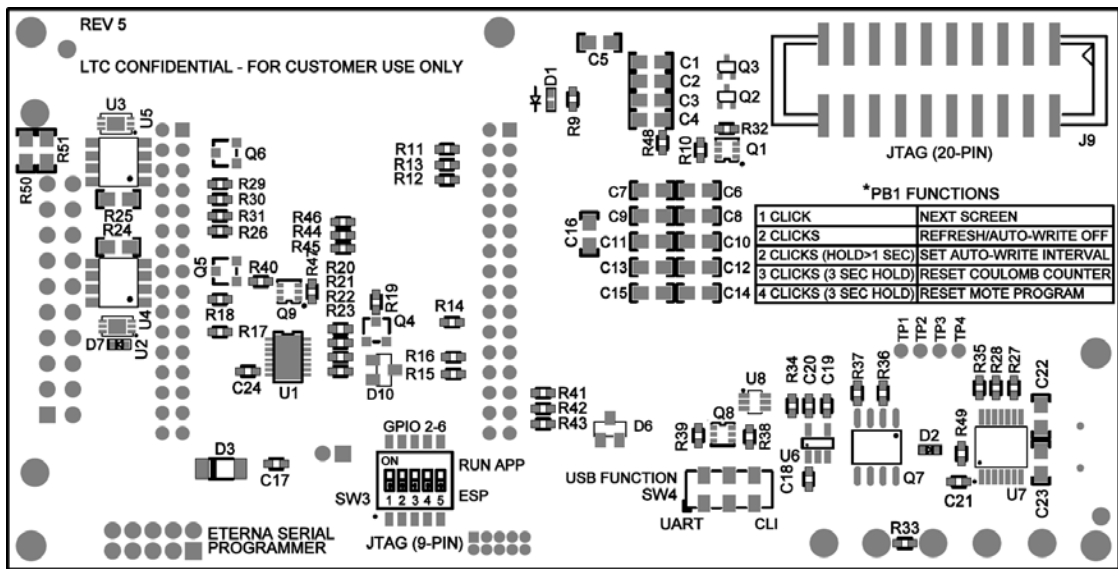 REV 5
LTC CONFIDENTIAL - FOR CUSTOMER USE ONLY
U3
U5
R51
R50
R25
R24
U4
U2
D7
Q6
R29
R30
R31
R26
Q5
R18
R17
R40
Q9
R47
R46
R44
R45
R20
R21
R22
R23
R19
Q4
D10
C24
U1
R11
R13
R12
R14
R16
R15
D3
C17
GPIO 2-6
ON
1 2 3 4 5
SW3
RUN APP
ESP
JTAG (9-PIN)
ETERNA SERIAL
PROGRAMMER
C5
D1
R9
C1
C2
C3
C4
R48
R10
Q3
Q2
R32
Q1
J9
JTAG (20-PIN)
C7
C6
C9
C8
C16
C11
C10
C13
C12
C15
C14
*PB1 FUNCTIONS
1 CLICK NEXT SCREEN
2 CLICKS REFRESH/AUTO-WRITE OFF
2 CLICKS (HOLD>1 SEC) SET AUTO-WRITE INTERVAL
3 CLICKS (3 SEC HOLD) RESET COULOMB COUNTER
4 CLICKS (3 SEC HOLD) RESET MOTE PROGRAM
TP1
TP2
TP3
TP4
R41
R42
R43
D6
R39
Q8
R38
U8
R34
C20
C19
U6
C18
R37
R36
Q7
D2
R49
C21
R35
R28
R27
C22
C23
U7
R33
USB FUNCTION
SW4
UART CLI